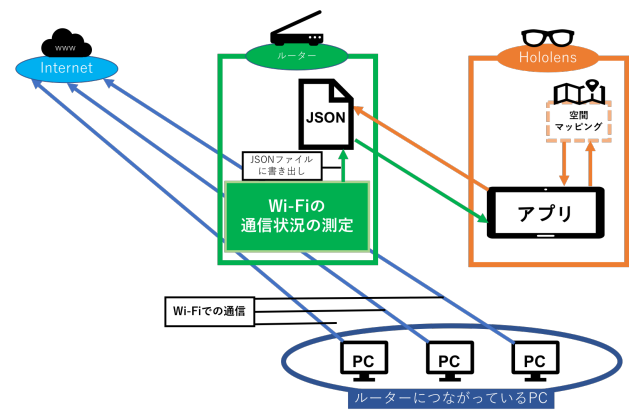 www
Internet
ルーター
Hololens
JSON
空間
マッピング
JSONファイル
に書き出し
Wi-Fiの
通信状況の測定
アプリ
Wi-Fiでの通信
PC
PC
PC
ルーターにつながっているPC